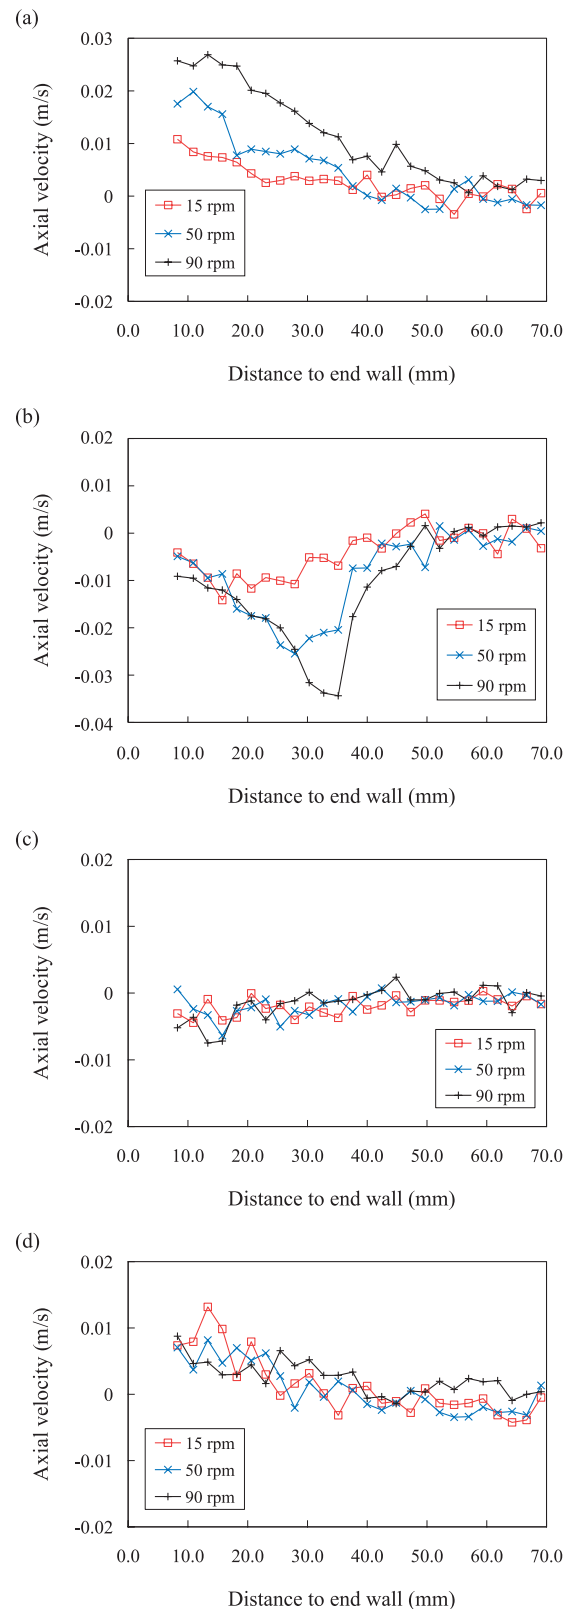 (a)
0.03
0.02
0.01
0
-0.01
-0.02
Axial velocity (m/s)
15 rpm
50 rpm
90 rpm
0.0 10.0 20.0 30.0 40.0 50.0 60.0 70.0
Distance to end wall (mm)
(b)
0.02
0.01
0
-0.01
-0.02
-0.03
-0.04
Axial velocity (m/s)
15 rpm
50 rpm
90 rpm
0.0 10.0 20.0 30.0 40.0 50.0 60.0 70.0
Distance to end wall (mm)
(c)
0.02
0.01
0
-0.01
-0.02
Axial velocity (m/s)
15 rpm
50 rpm
90 rpm
0.0 10.0 20.0 30.0 40.0 50.0 60.0 70.0
Distance to end wall (mm)
(d)
0.02
0.01
0
-0.01
-0.02
Axial velocity (m/s)
15 rpm
50 rpm
90 rpm
0.0 10.0 20.0 30.0 40.0 50.0 60.0 70.0
Distance to end wall (mm)